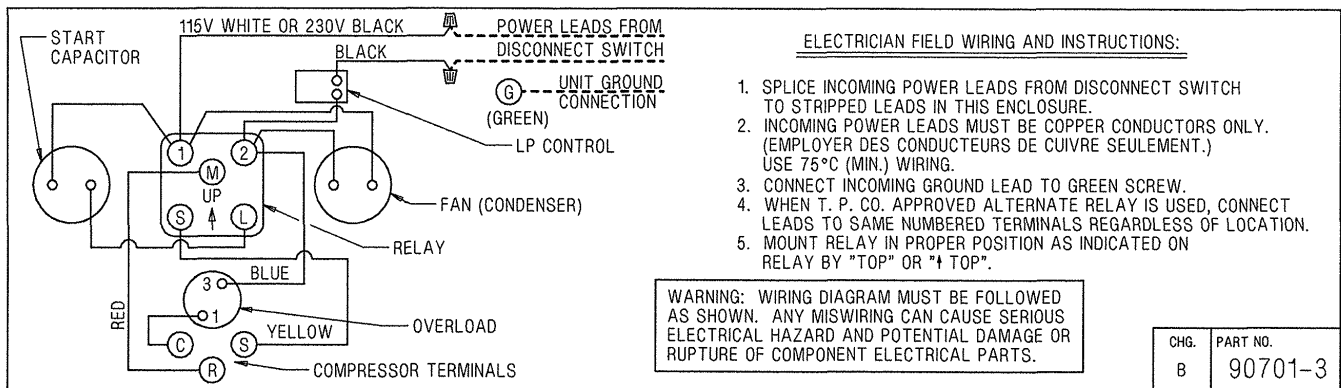 115V WHITE OR 230V BLACK
POWER LEADS FROM
DISCONNECT SWITCH
START
CAPACITOR
BLACK
UNIT GROUND
CONNECTION
G
(GREEN)
LP CONTROL
1
2
M
UP
S
L
FAN (CONDENSER)
RELAY
BLUE
3
1
RED
YELLOW
OVERLOAD
C
S
R
COMPRESSOR TERMINALS
ELECTRICIAN FIELD WIRING AND INSTRUCTIONS:
1. SPLICE INCOMING POWER LEADS FROM DISCONNECT SWITCH
TO STRIPPED LEADS IN THIS ENCLOSURE.
2. INCOMING POWER LEADS MUST BE COPPER CONDUCTORS ONLY.
(EMPLOYER DES CONDUCTEURS DE CUIVRE SEULEMENT.)
USE 75°C (MIN.) WIRING.
3. CONNECT INCOMING GROUND LEAD TO GREEN SCREW.
4. WHEN T. P. CO. APPROVED ALTERNATE RELAY IS USED, CONNECT
LEADS TO SAME NUMBERED TERMINALS REGARDLESS OF LOCATION.
5. MOUNT RELAY IN PROPER POSITION AS INDICATED ON
RELAY BY "TOP" OR "↑ TOP".
WARNING: WIRING DIAGRAM MUST BE FOLLOWED
AS SHOWN. ANY MISWIRING CAN CAUSE SERIOUS
ELECTRICAL HAZARD AND POTENTIAL DAMAGE OR
RUPTURE OF COMPONENT ELECTRICAL PARTS.
CHG.
B
PART NO.
90701-3